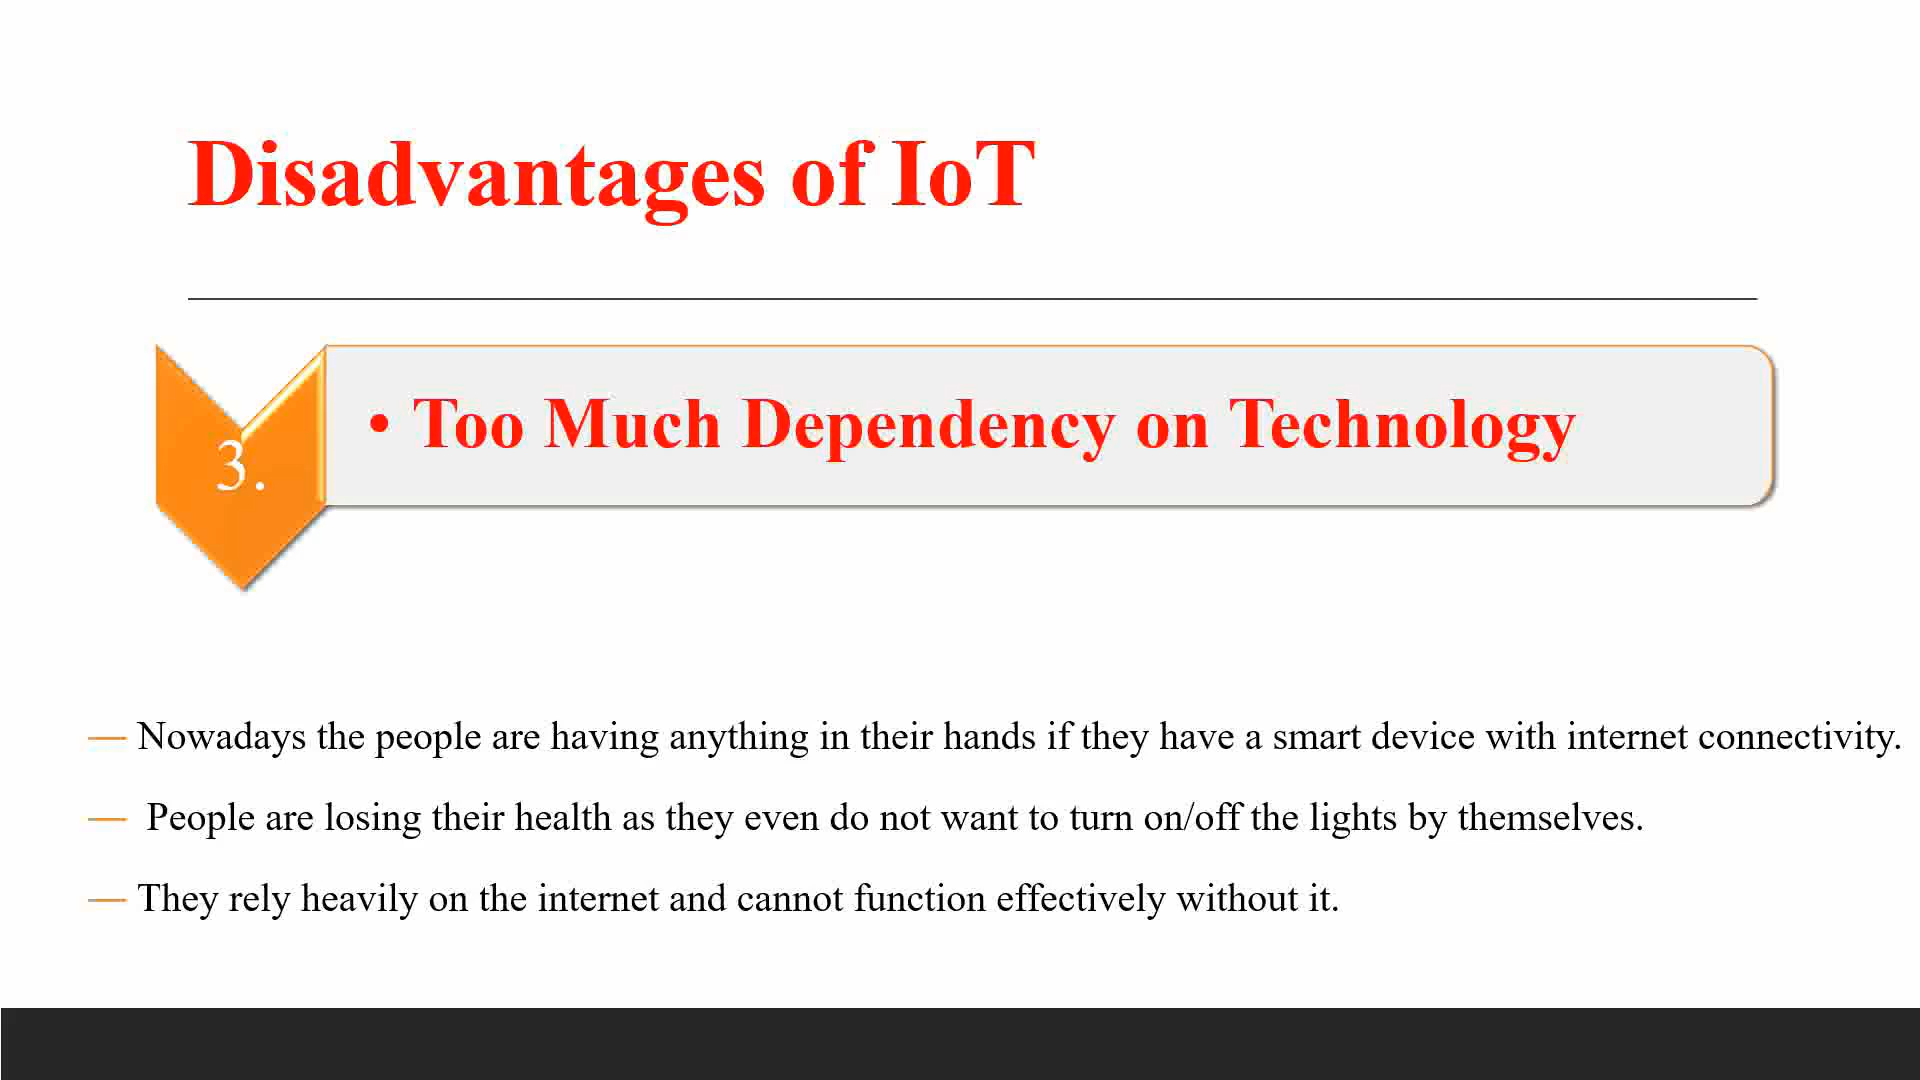 Disadvantages of IoT
3.
• Too Much Dependency on Technology
— Nowadays the people are having anything in their hands if they have a smart device with internet connectivity.
— People are losing their health as they even do not want to turn on/off the lights by themselves.
— They rely heavily on the internet and cannot function effectively without it.